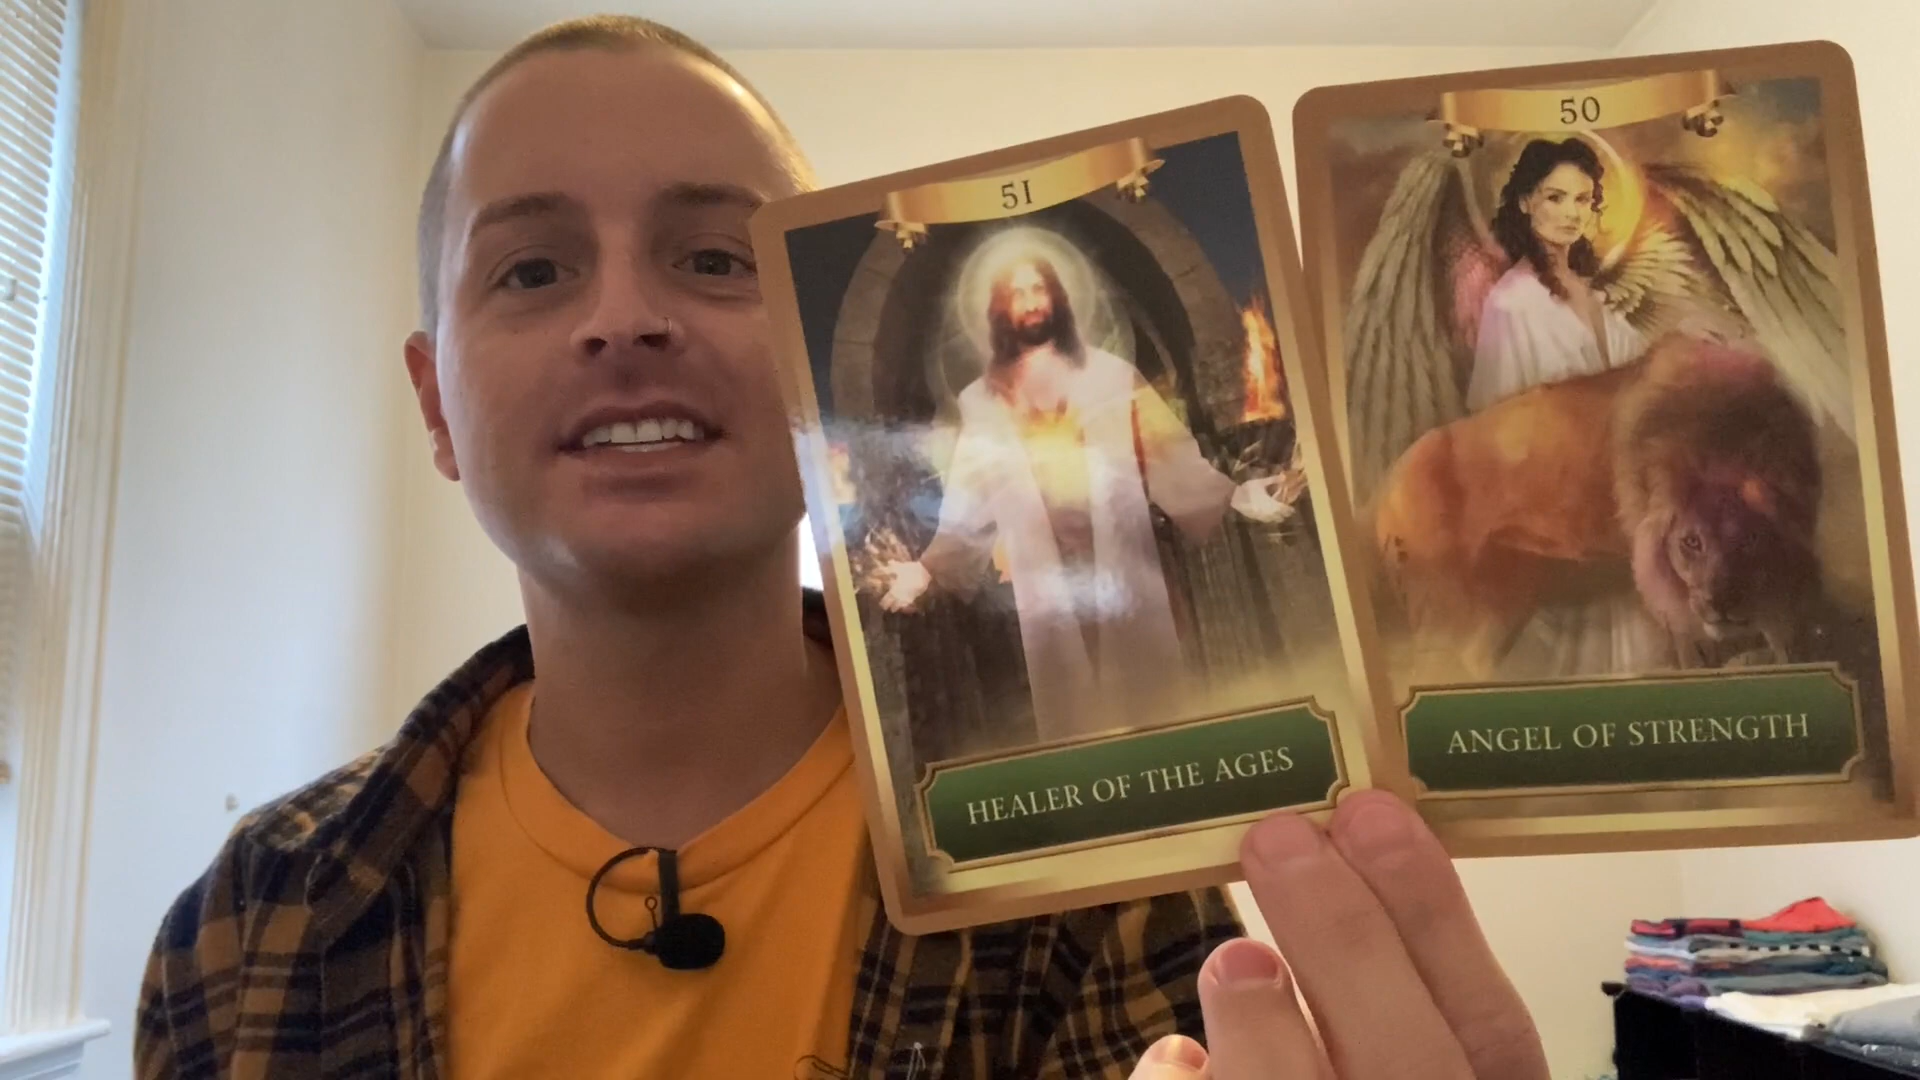 51
HEALER OF THE AGES
50
ANGEL OF STRENGTH